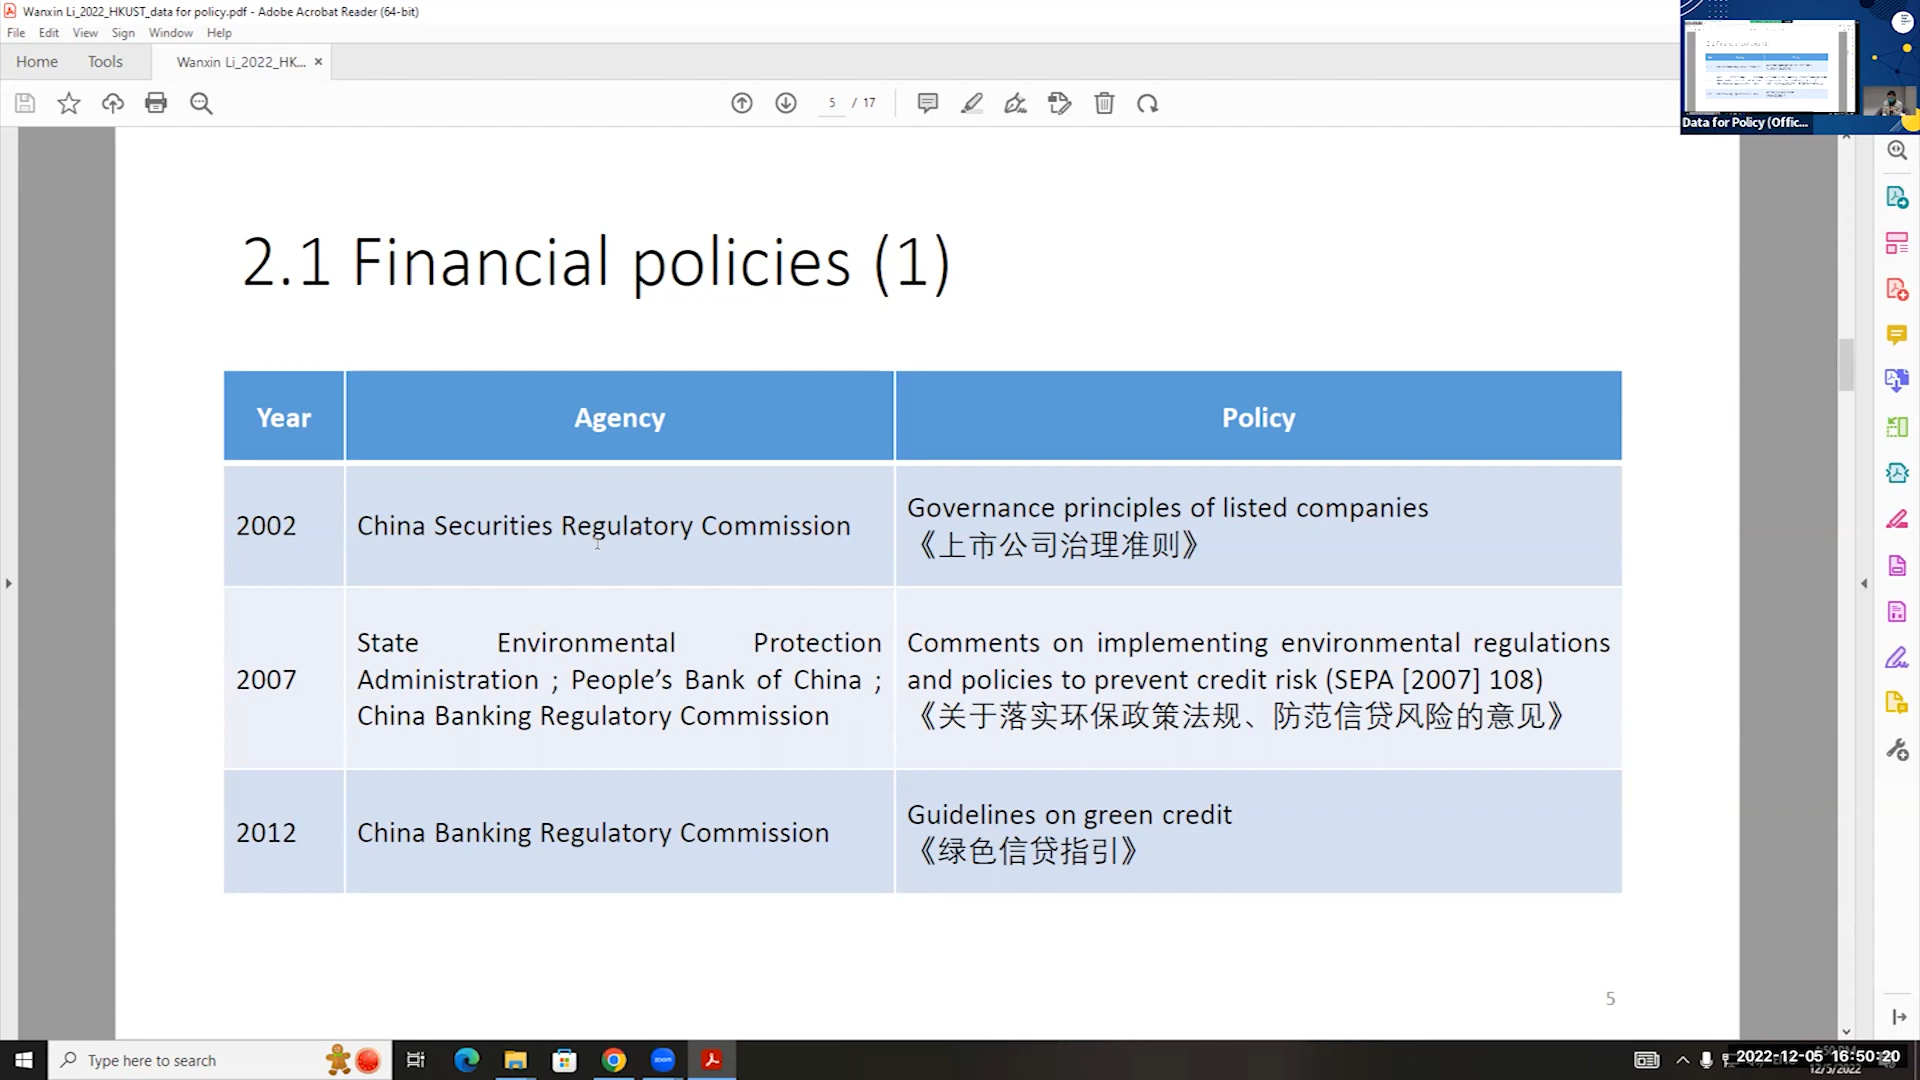 Wanxin Li_2022_HKUST_data for policy.pdf - Adobe Acrobat Reader (64-bit)
File Edit View Sign Window Help
Home Tools Wanxin Li_2022_HK... ×
5 / 17
Data for Policy (Offic...
2.1 Financial policies (1)
Year Agency Policy
2002 China Securities Regulatory Commission
Governance principles of listed companies
《上市公司治理准则》
2007
State Environmental Protection
Administration ; People’s Bank of China ;
China Banking Regulatory Commission
Comments on implementing environmental regulations
and policies to prevent credit risk (SEPA [2007] 108)
《关于落实环保政策法规、防范信贷风险的意见》
2012 China Banking Regulatory Commission
Guidelines on green credit
《绿色信贷指引》
5
Type here to search
zoom
2022-12-05 16:50:20
12/5/2022